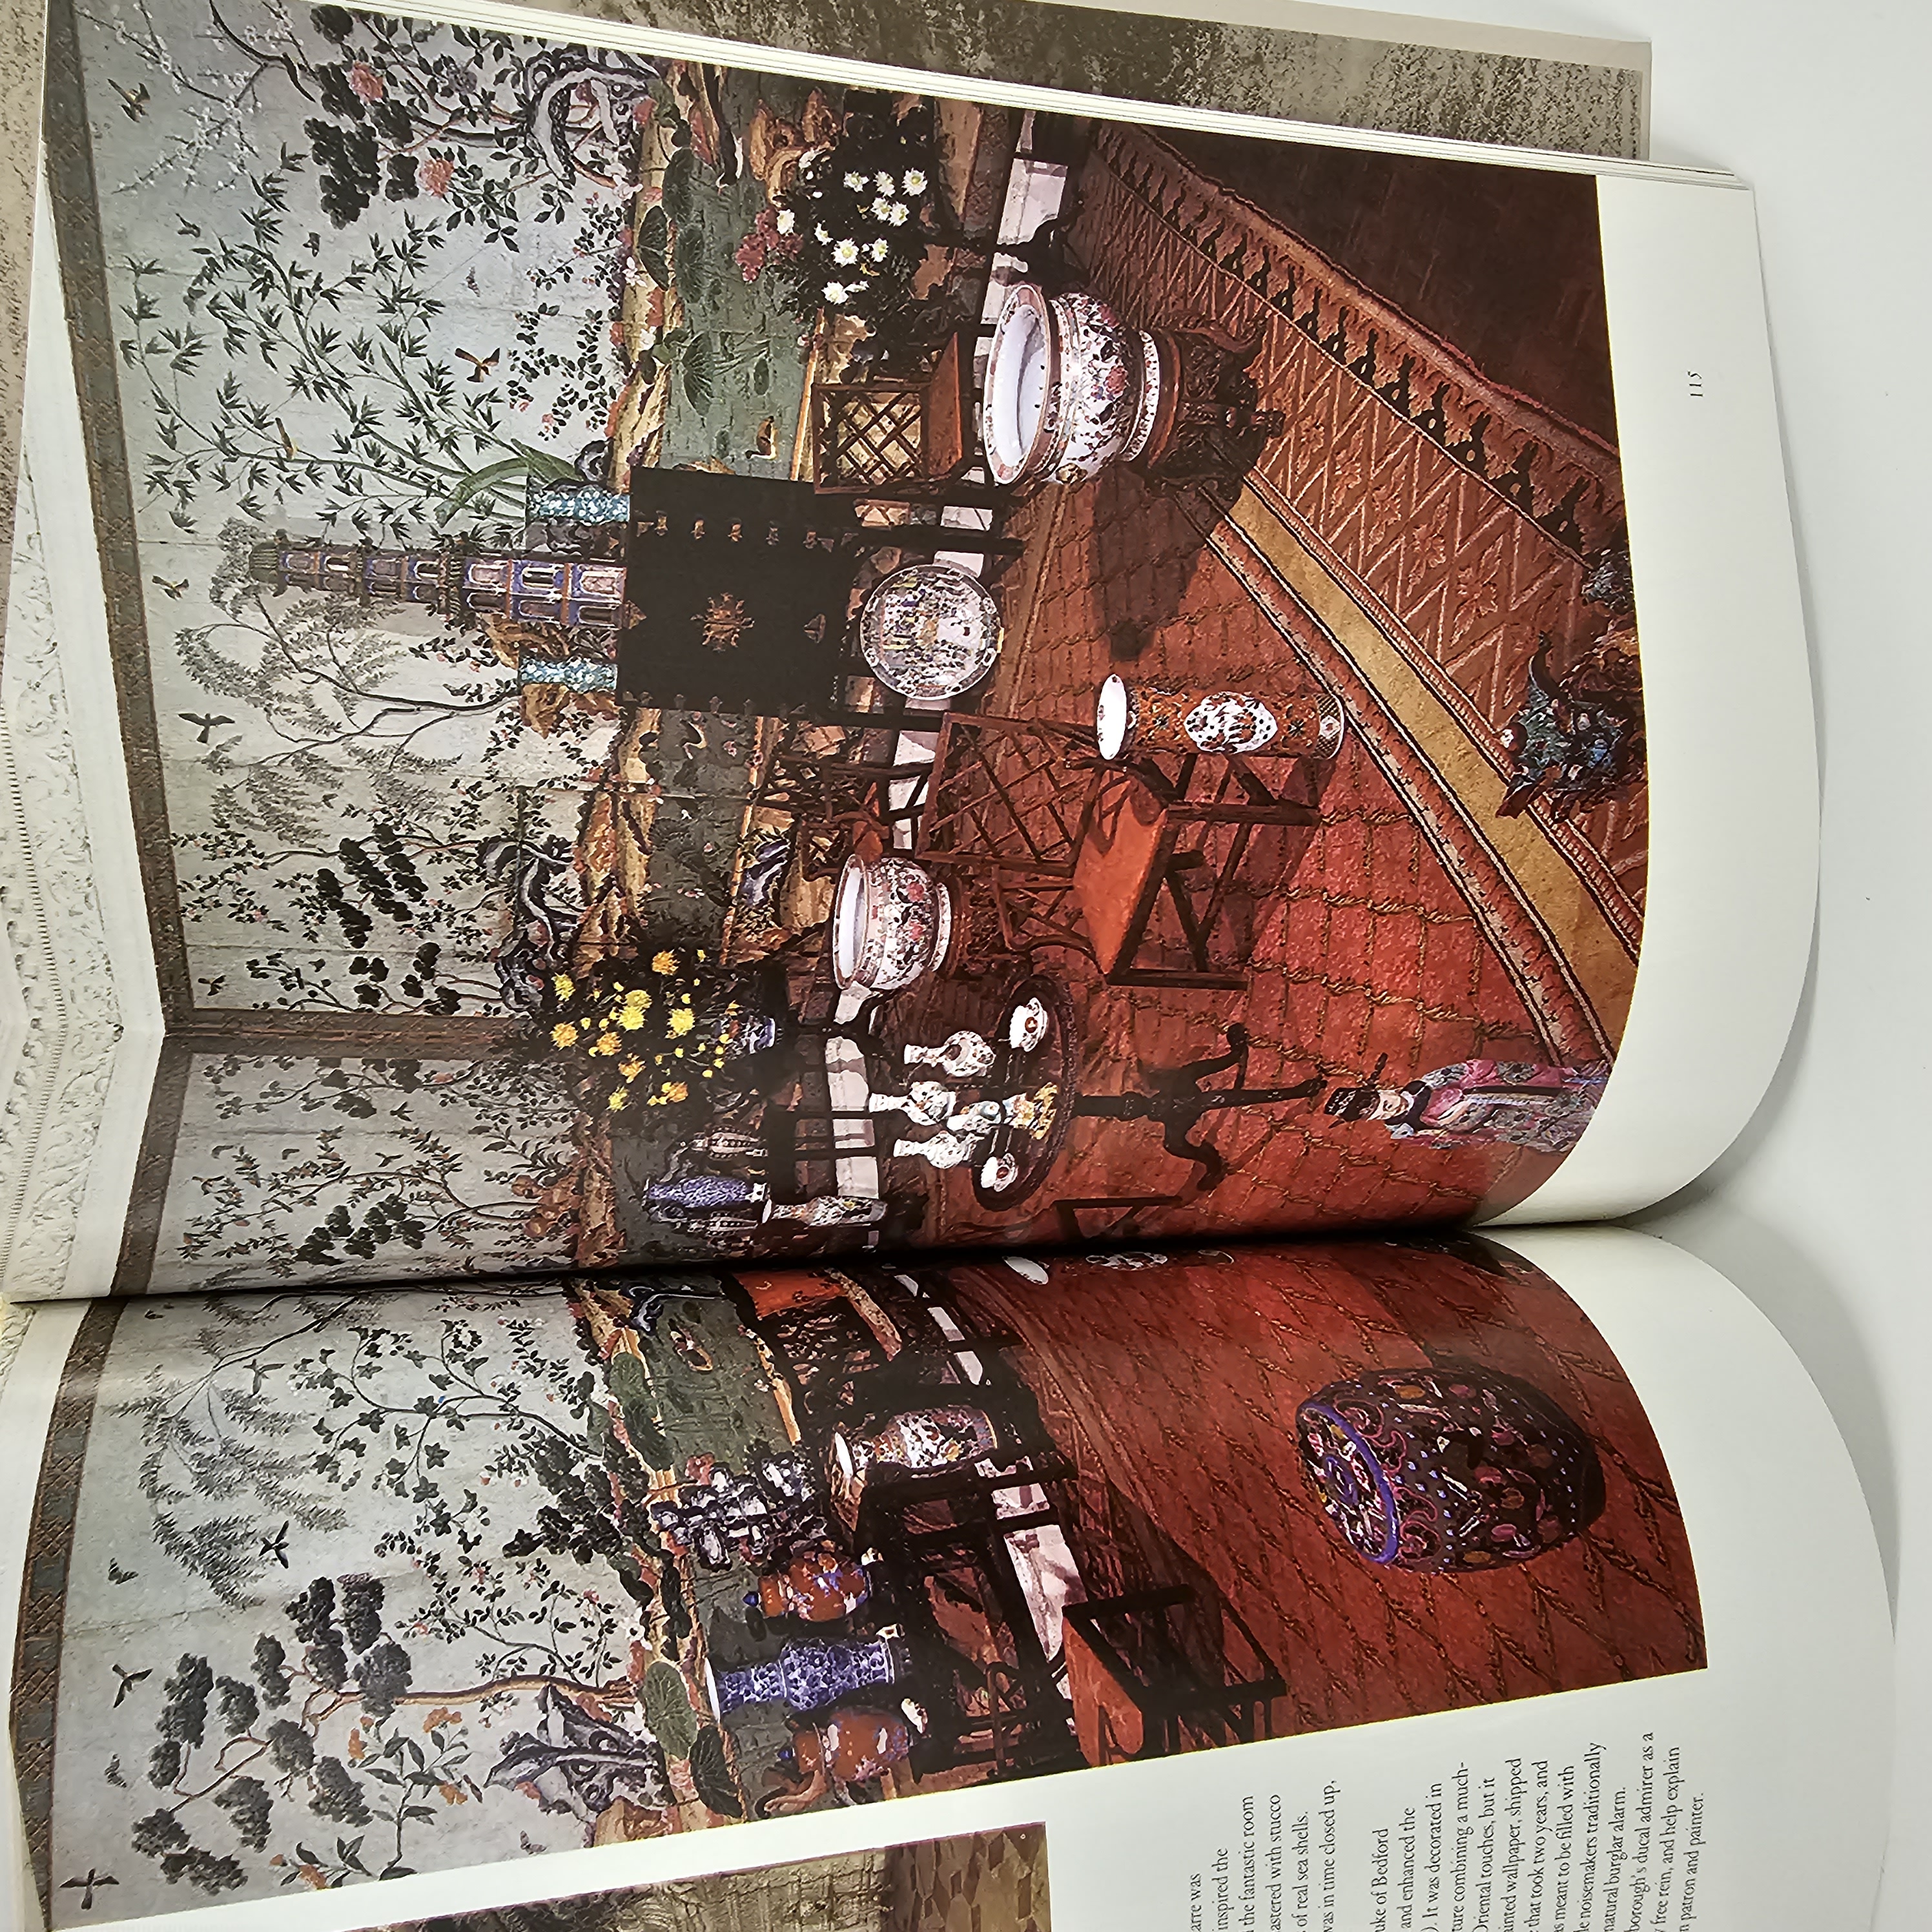 arre was
inspired the
the fantastic room
astered with stucco
of real sea shells.
was in time closed up,
uke of Bedford
and enhanced the
). It was decorated in
ture combining a much-
Oriental touches, but it
ainted wallpaper, shipped
that took two years, and
as meant to be filled with
le noisemakers traditionally
natural burglar alarm.
borough's ducal admirer as a
y free rein, and help explain
n patron and painter.
115